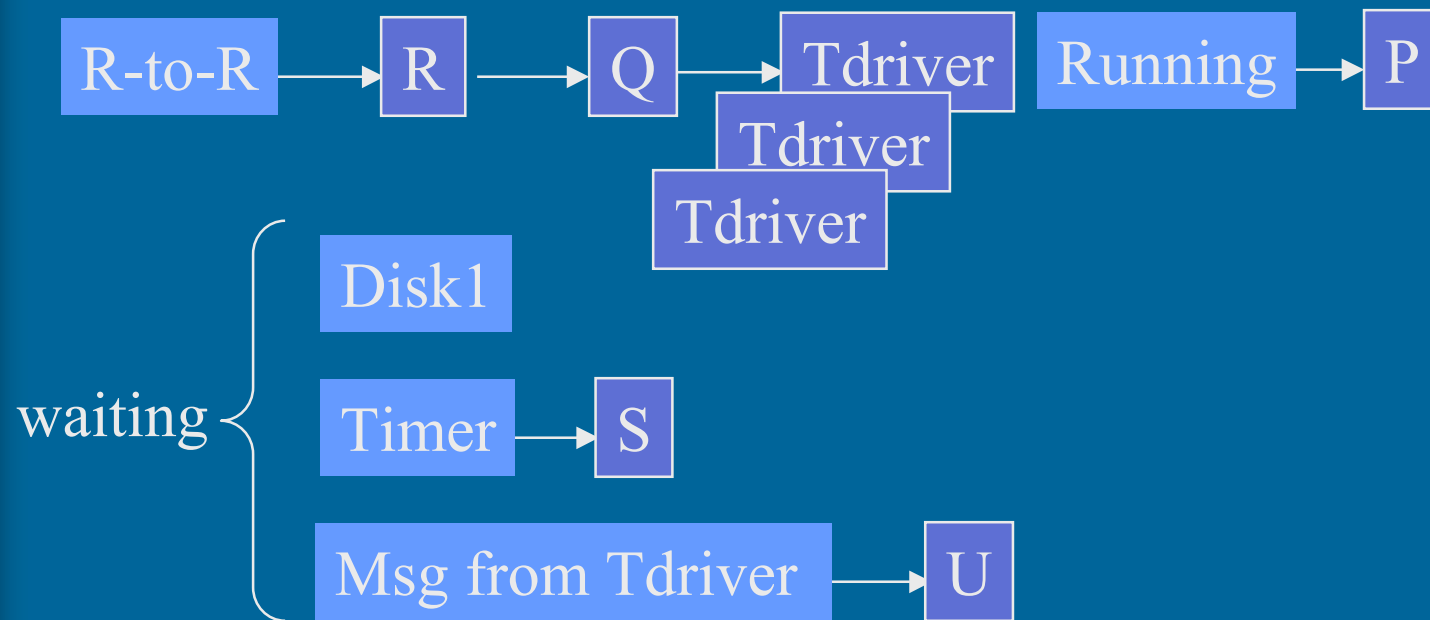 R-to-R R Q Tdriver Running P
Tdriver
Tdriver
Disk1
waiting Timer S
Msg from Tdriver U